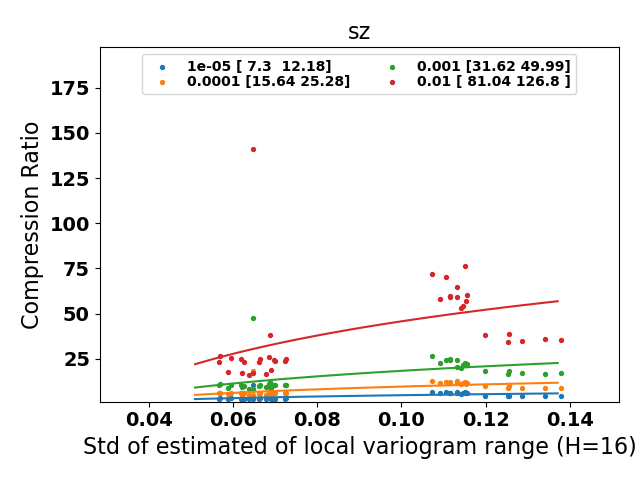 sz
1e-05 [ 7.3  12.18]
0.0001 [15.64 25.28]
0.001 [31.62 49.99]
0.01 [ 81.04 126.8 ]
Compression Ratio
175
150
125
100
75
50
25
0.04 0.06 0.08 0.10 0.12 0.14
Std of estimated of local variogram range (H=16)